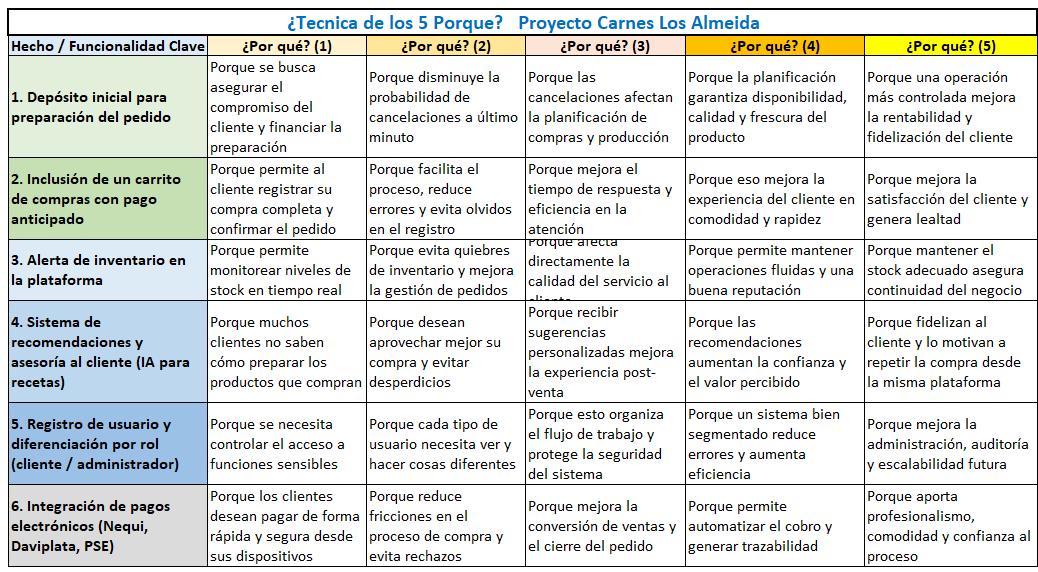 ¿Tecnica de los 5 Porque?   Proyecto Carnes Los Almeida
Hecho / Funcionalidad Clave
¿Por qué? (1)
¿Por qué? (2)
¿Por qué? (3)
¿Por qué? (4)
¿Por qué? (5)
1. Depósito inicial para
preparación del pedido
Porque se busca
asegurar el
compromiso del
cliente y financiar la
preparación
Porque disminuye la
probabilidad de
cancelaciones a último
minuto
Porque las
cancelaciones afectan
la planificación de
compras y producción
Porque la planificación
garantiza disponibilidad,
calidad y frescura del
producto
Porque una operación
más controlada mejora
la rentabilidad y
fidelización del cliente
2. Inclusión de un carrito
de compras con pago
anticipado
Porque permite al
cliente registrar su
compra completa y
confirmar el pedido
Porque facilita el
proceso, reduce
errores y evita olvidos
en el registro
Porque mejora el
tiempo de respuesta y
eficiencia en la
atención
Porque eso mejora la
experiencia del cliente en
comodidad y rapidez
Porque mejora la
satisfacción del cliente y
genera lealtad
3. Alerta de inventario en
la plataforma
Porque permite
monitorear niveles de
stock en tiempo real
Porque evita quiebres
de inventario y mejora
la gestión de pedidos
Porque afecta
directamente la
calidad del servicio al
cliente
Porque permite mantener
operaciones fluidas y una
buena reputación
Porque mantener el
stock adecuado asegura
continuidad del negocio
4. Sistema de
recomendaciones y
asesoría al cliente (IA para
recetas)
Porque muchos
clientes no saben
cómo preparar los
productos que compran
Porque desean
aprovechar mejor su
compra y evitar
desperdicios
Porque recibir
sugerencias
personalizadas mejora
la experiencia post-
venta
Porque las
recomendaciones
aumentan la confianza y
el valor percibido
Porque fidelizan al
cliente y lo motivan a
repetir la compra desde
la misma plataforma
5. Registro de usuario y
diferenciación por rol
(cliente / administrador)
Porque se necesita
controlar el acceso a
funciones sensibles
Porque cada tipo de
usuario necesita ver y
hacer cosas diferentes
Porque esto organiza
el flujo de trabajo y
protege la seguridad
del sistema
Porque un sistema bien
segmentado reduce
errores y aumenta
eficiencia
Porque mejora la
administración, auditoría
y escalabilidad futura
6. Integración de pagos
electrónicos (Nequi,
Daviplata, PSE)
Porque los clientes
desean pagar de forma
rápida y segura desde
sus dispositivos
Porque reduce
fricciones en el
proceso de compra y
evita rechazos
Porque mejora la
conversión de ventas y
el cierre del pedido
Porque permite
automatizar el cobro y
generar trazabilidad
Porque aporta
profesionalismo,
comodidad y confianza al
proceso